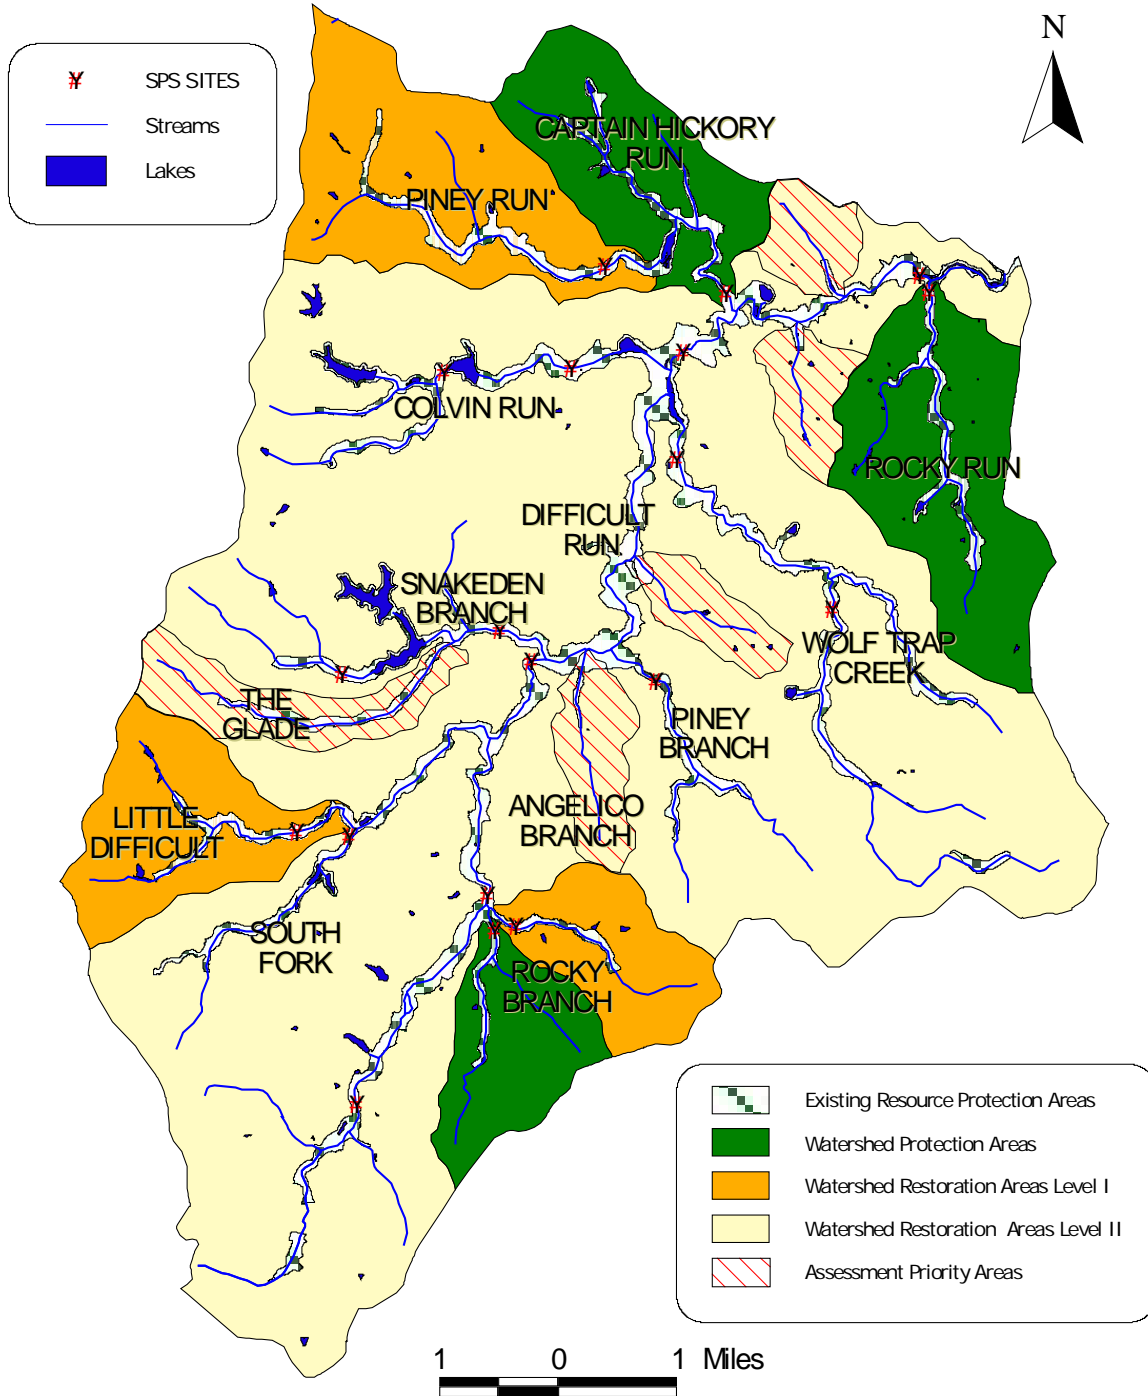 N
SPS SITES
Streams
Lakes
CAPTAIN HICKORY
RUN
PINEY RUN
COLVIN RUN
ROCKY RUN
DIFFICULT
RUN
SNAKEDEN
BRANCH
WOLF TRAP
CREEK
THE
GLADE
PINEY
BRANCH
LITTLE
DIFFICULT
ANGELICO
BRANCH
SOUTH
FORK
ROCKY
BRANCH
Existing Resource Protection Areas
Watershed Protection Areas
Watershed Restoration Areas Level I
Watershed Restoration Areas Level II
Assessment Priority Areas
1 0 1 Miles